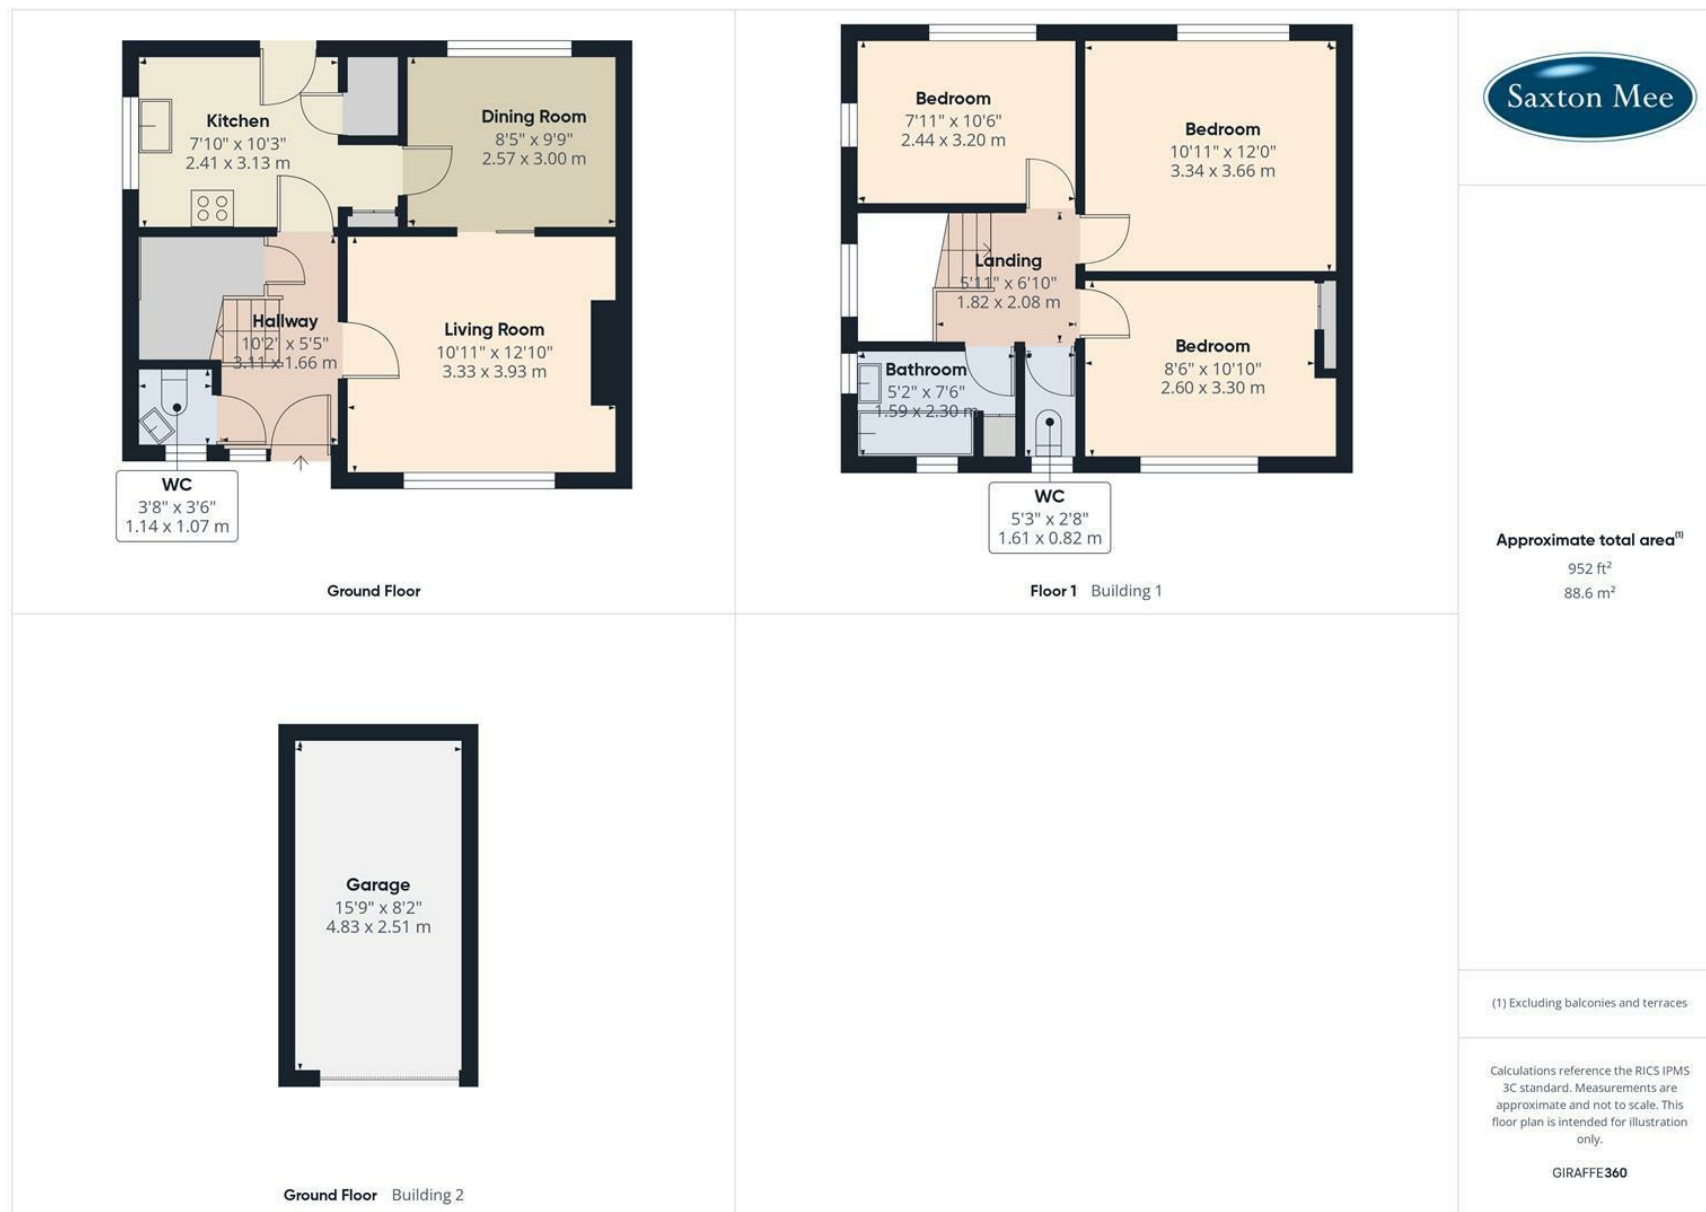 Kitchen
7'10" x 10'3"
2.41 x 3.13 m
Dining Room
8'5" x 9'9"
2.57 x 3.00 m
Hallway
10'2" x 5'5"
3.11 x 1.66 m
Living Room
10'11" x 12'10"
3.33 x 3.93 m
WC
3'8" x 3'6"
1.14 x 1.07 m
Ground Floor
Bedroom
7'11" x 10'6"
2.44 x 3.20 m
Bedroom
10'11" x 12'0"
3.34 x 3.66 m
Landing
5'11" x 6'10"
1.82 x 2.08 m
Bathroom
5'2" x 7'6"
1.59 x 2.30 m
Bedroom
8'6" x 10'10"
2.60 x 3.30 m
WC
5'3" x 2'8"
1.61 x 0.82 m
Floor 1 Building 1
Garage
15'9" x 8'2"
4.83 x 2.51 m
Ground Floor Building 2
Saxton Mee
Approximate total area(1)
952 ft²
88.6 m²
(1) Excluding balconies and terraces
Calculations reference the RICS IPMS
3C standard. Measurements are
approximate and not to scale. This
floor plan is intended for illustration
only.
GIRAFFE360